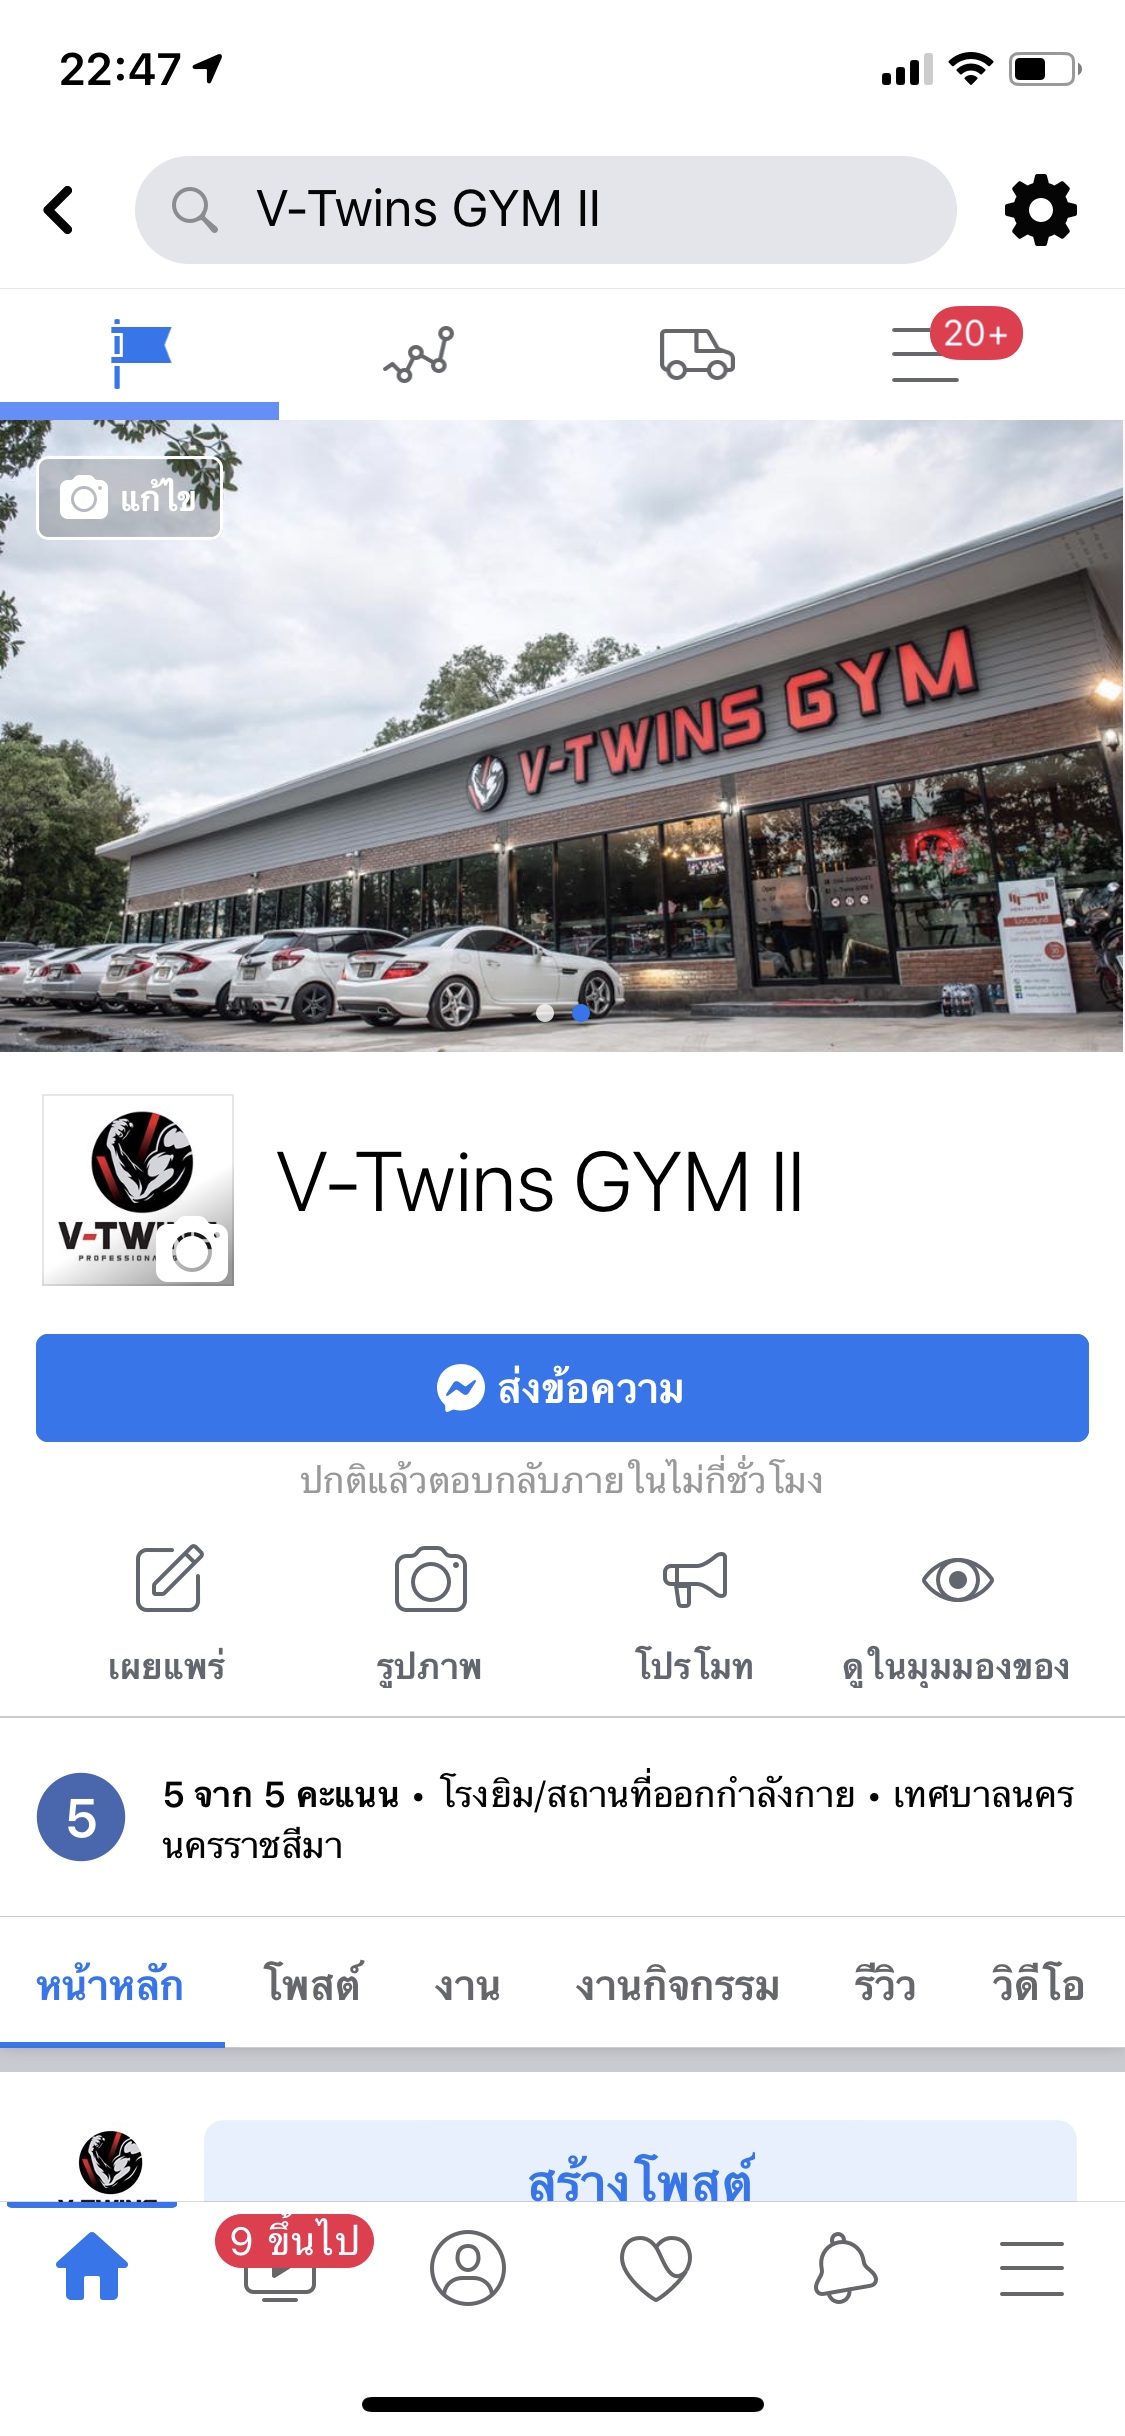 22:47
V-Twins GYM II
20+
แก้ไข
V-TWINS GYM
V-Twins GYM II
ส่งข้อความ
ปกติแล้วตอบกลับภายในไม่กี่ชั่วโมง
เผยแพร่
รูปภาพ
โปรโมท
ดูในมุมมองของ
5
5 จาก 5 คะแนน • โรงยิม/สถานที่ออกกำลังกาย • เทศบาลนคร
นครราชสีมา
หน้าหลัก
โพสต์
งาน
งานกิจกรรม
รีวิว
วิดีโอ
สร้างโพสต์
9 ขึ้นไป